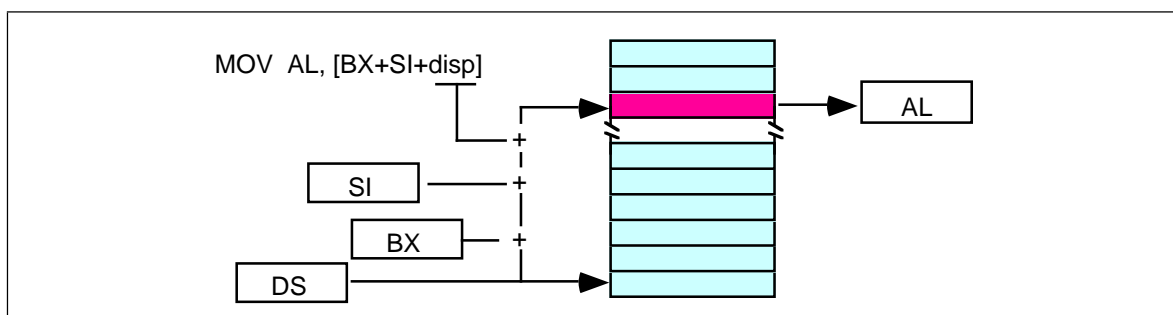 MOV AL, [BX+SI+disp]
AL
+
SI
+
BX
+
DS